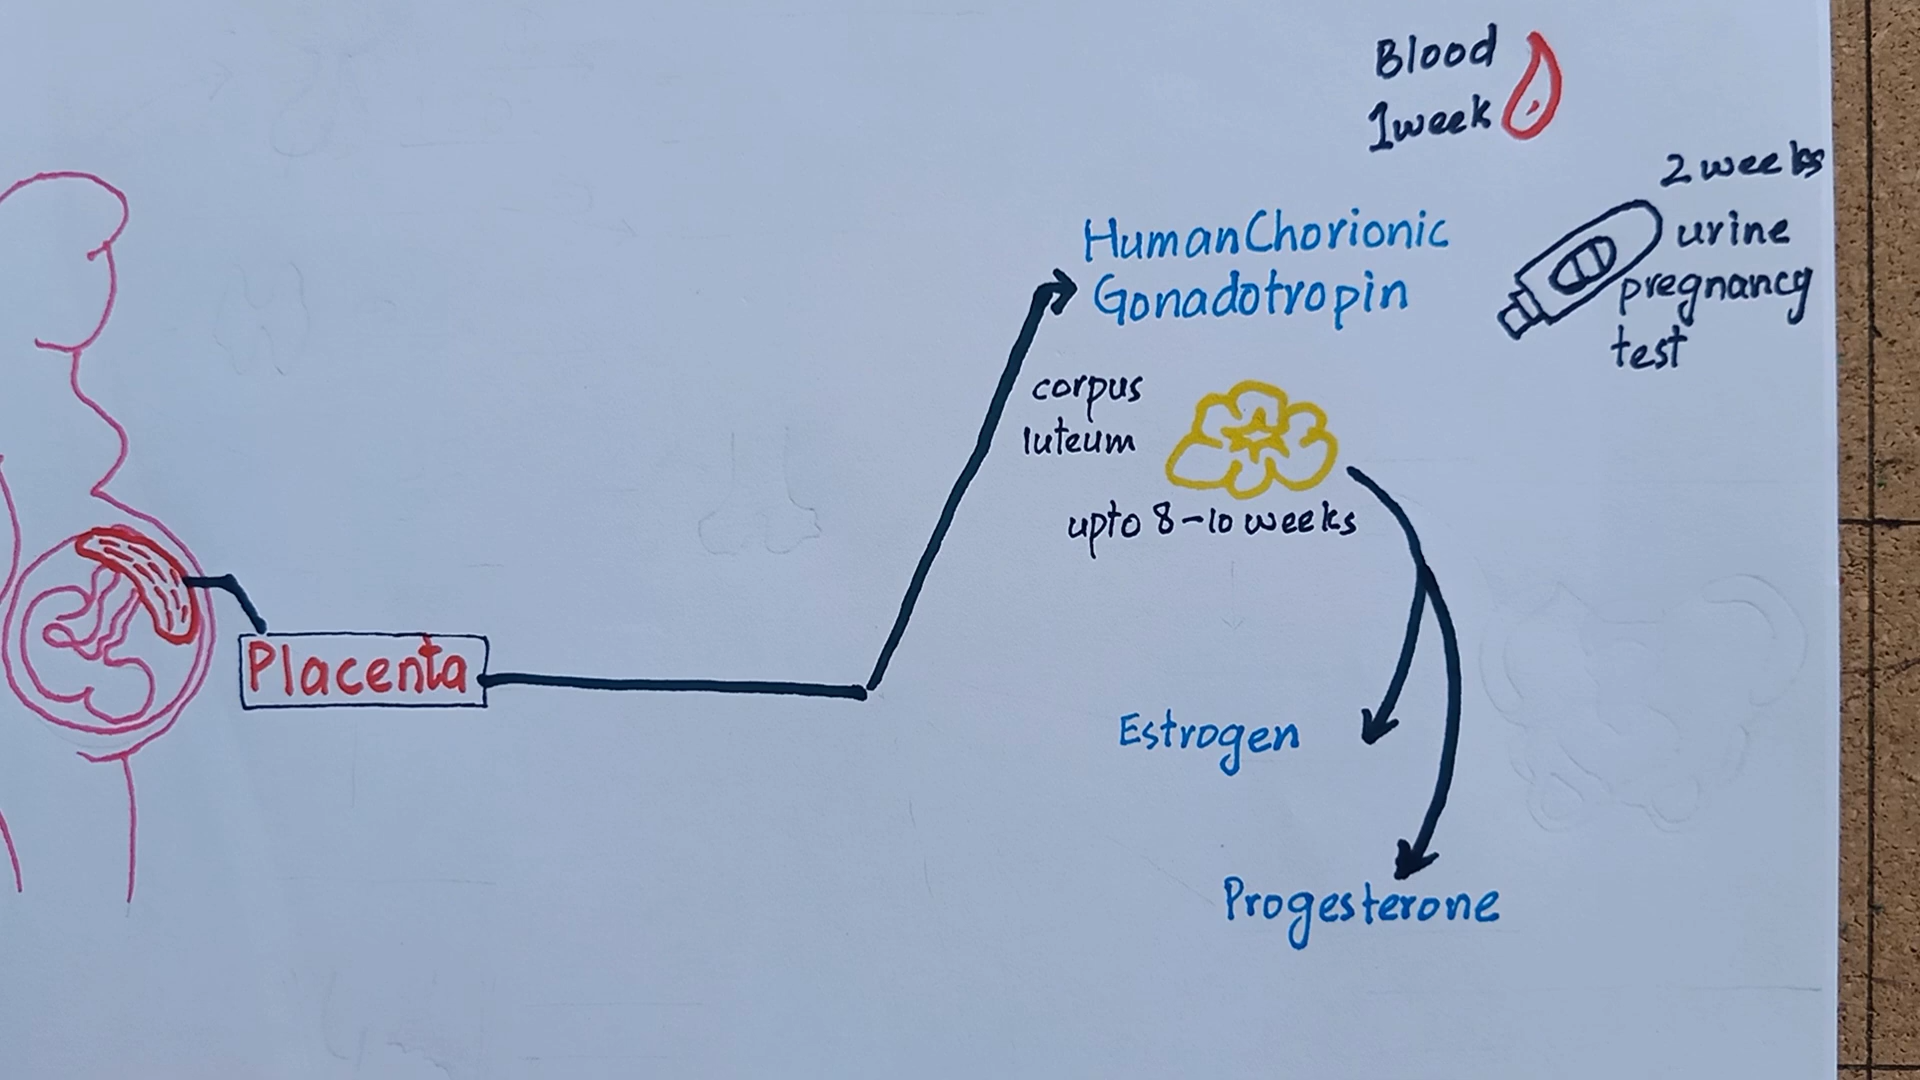 Blood
1week
2 weeks
urine
pregnancy
test
HumanChorionic
Gonadotropin
corpus
luteum
upto 8-10 weeks
Placenta
Estrogen
Progesterone